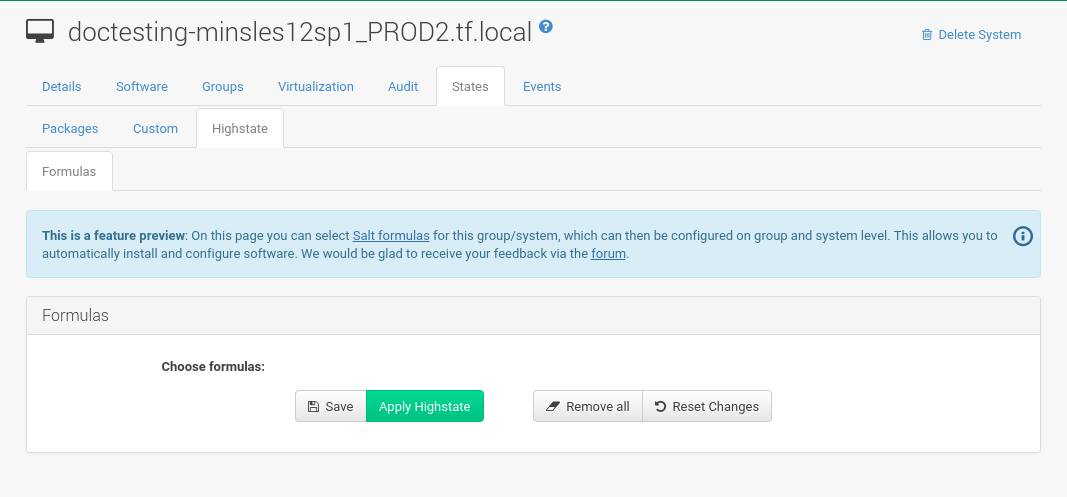 doctesting-minsles12sp1_PROD2.tf.local ?
Delete System
Details Software Groups Virtualization Audit States Events
Packages Custom Highstate
Formulas
This is a feature preview: On this page you can select Salt formulas for this group/system, which can then be configured on group and system level. This allows you to
automatically install and configure software. We would be glad to receive your feedback via the forum.
Formulas
Choose formulas:
Save Apply Highstate Remove all Reset Changes